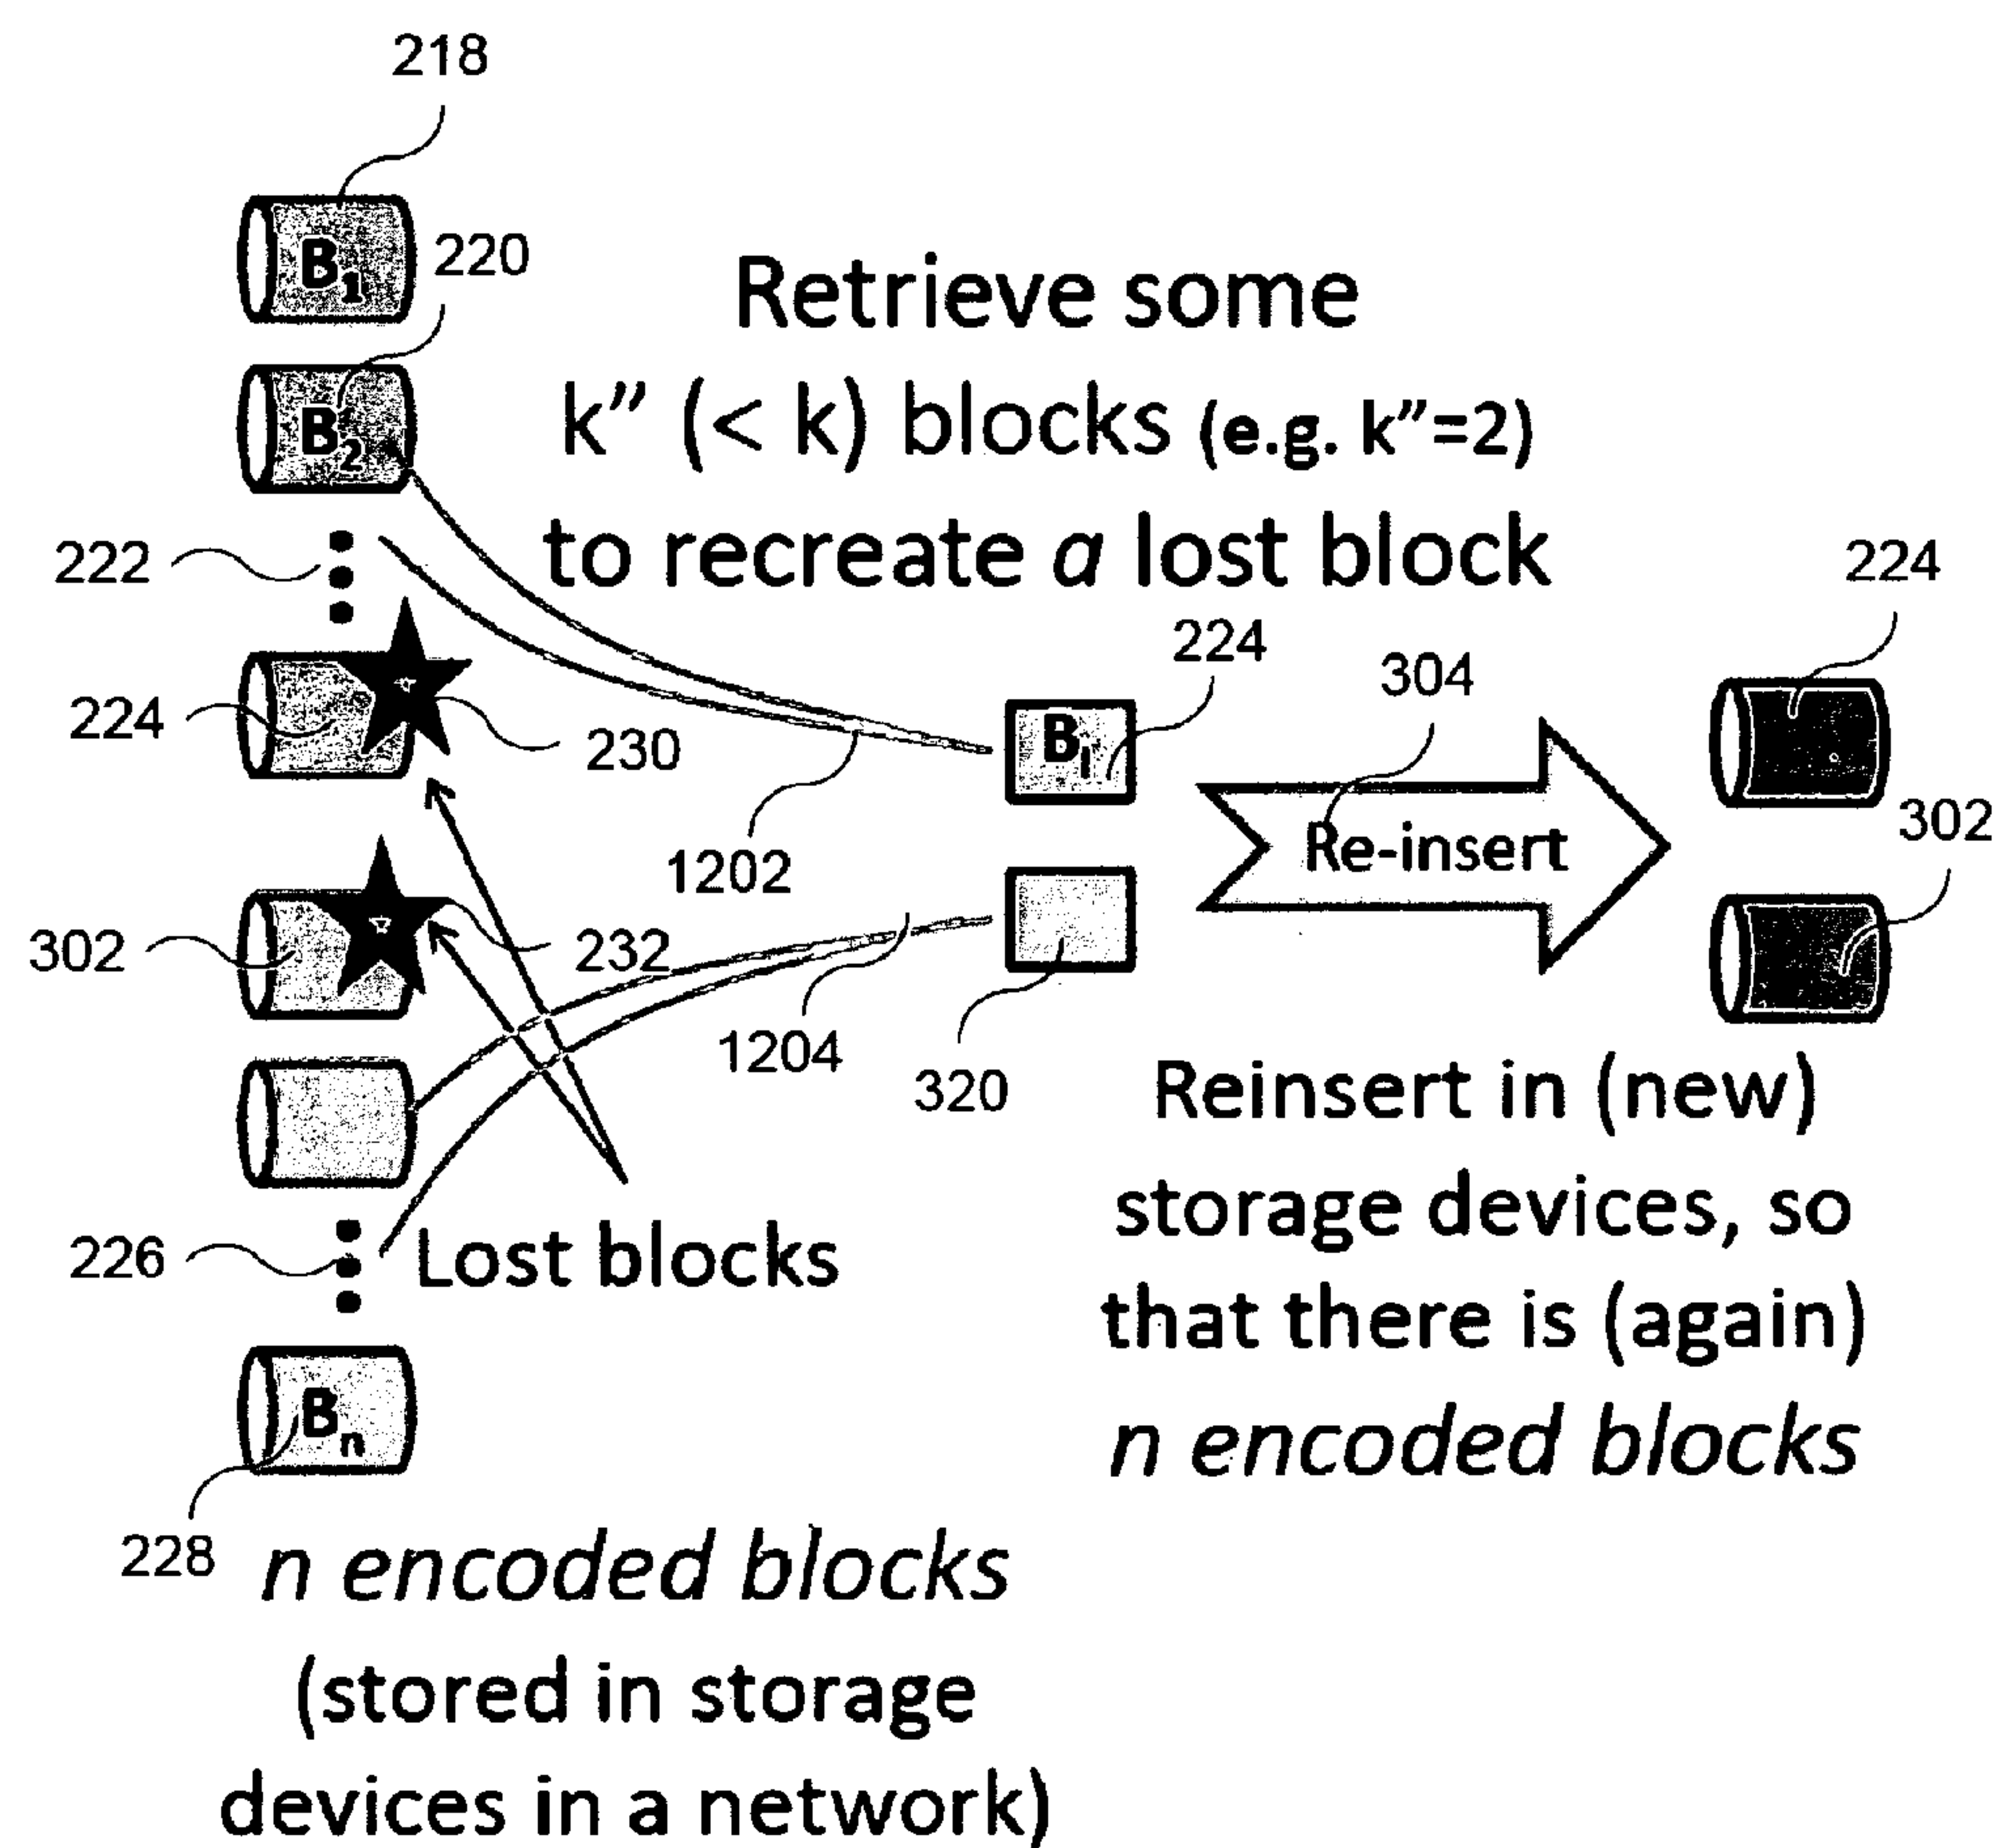 218
B1
220
Retrieve some
B2
k” (< k) blocks (e.g. k”=2)
to recreate a lost block
222
224
224
224
304
230
Bl
302
Re-insert
1202
302
232
1204
320
Reinsert in (new)
storage devices, so
226
Lost blocks
that there is (again)
Bn
n encoded blocks
228
n encoded blocks
(stored in storage
devices in a network)